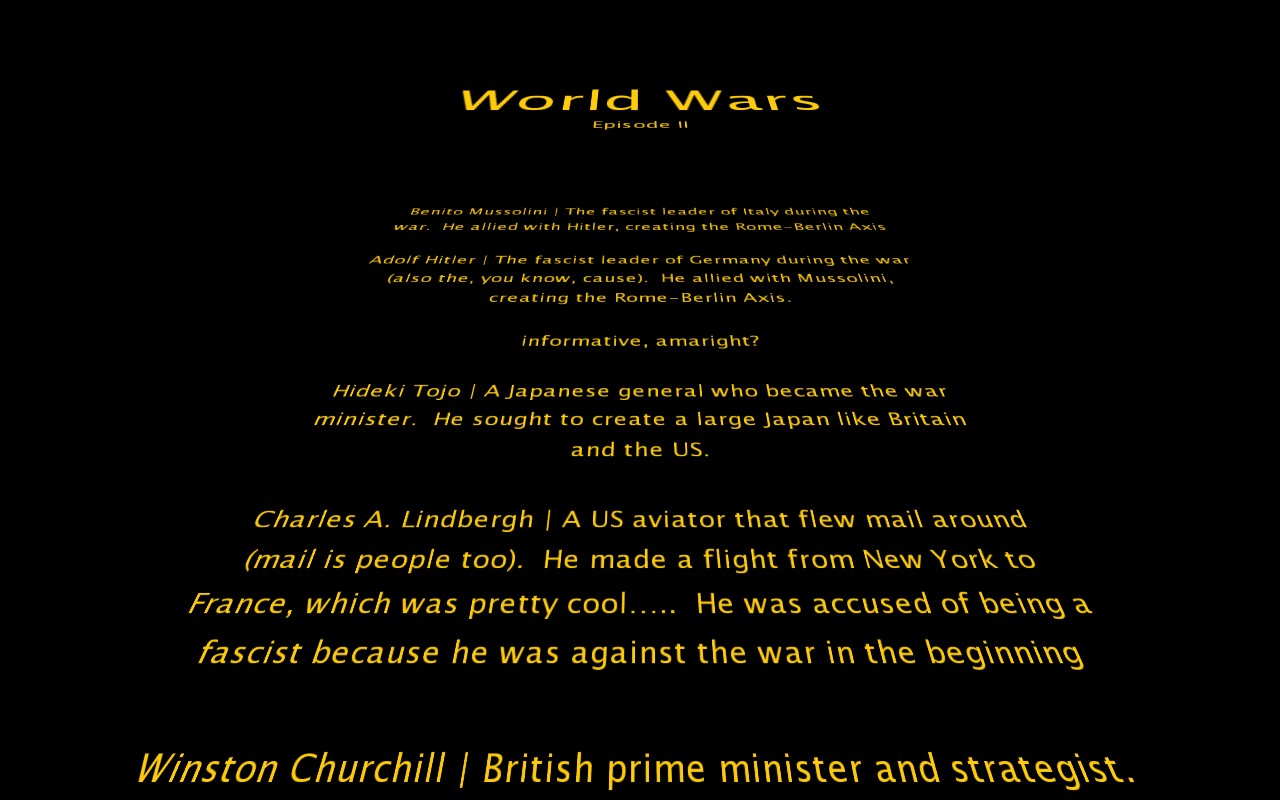 World Wars
Episode II
Benito Mussolini | The fascist leader of Italy during the
war.  He allied with Hitler, creating the Rome-Berlin Axis
Adolf Hitler | The fascist leader of Germany during the war
(also the, you know, cause).  He allied with Mussolini,
creating the Rome-Berlin Axis.
informative, amaright?
Hideki Tojo | A Japanese general who became the war
minister.  He sought to create a large Japan like Britain
and the US.
Charles A. Lindbergh | A US aviator that flew mail around
(mail is people too).  He made a flight from New York to
France, which was pretty cool.....  He was accused of being a
fascist because he was against the war in the beginning
Winston Churchill | British prime minister and strategist.